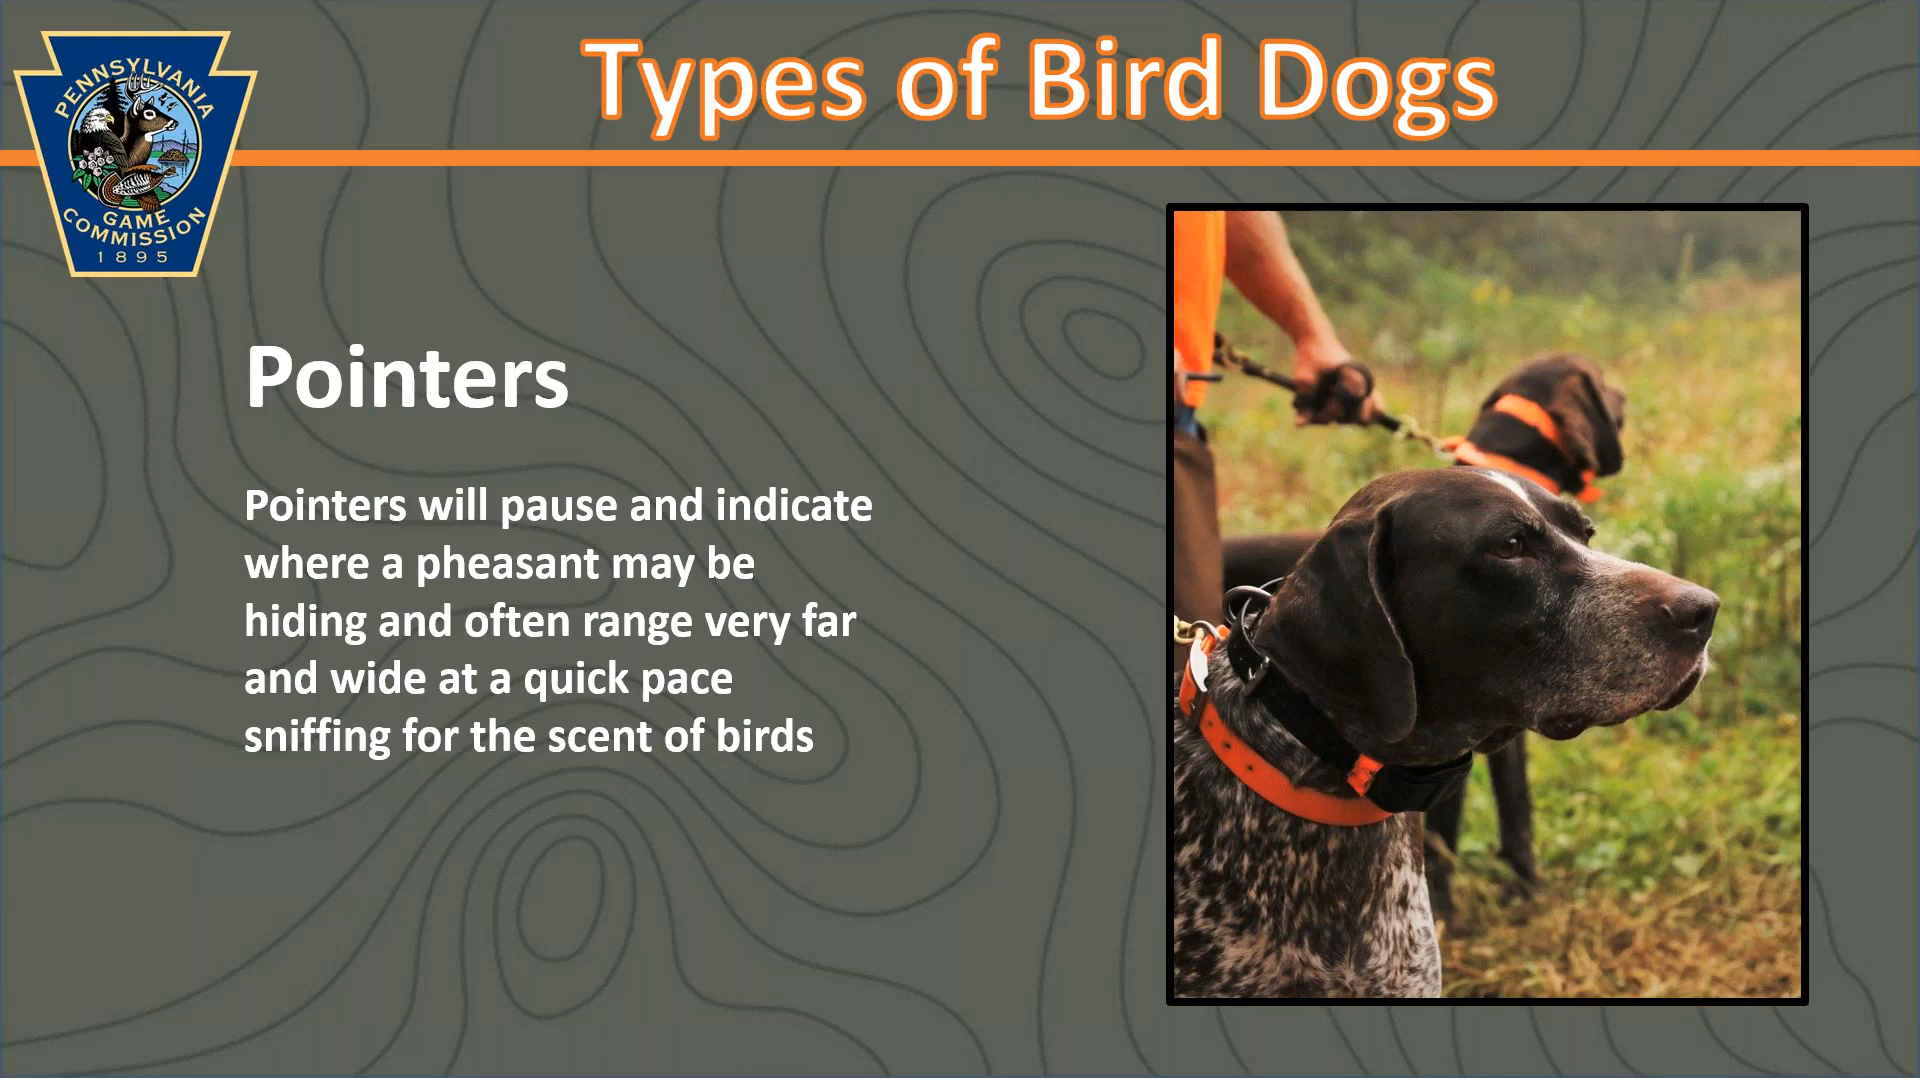 Types of Bird Dogs
PENNSYLVANIA
GAME
COMMISSION
1895
Pointers
Pointers will pause and indicate
where a pheasant may be
hiding and often range very far
and wide at a quick pace
sniffing for the scent of birds